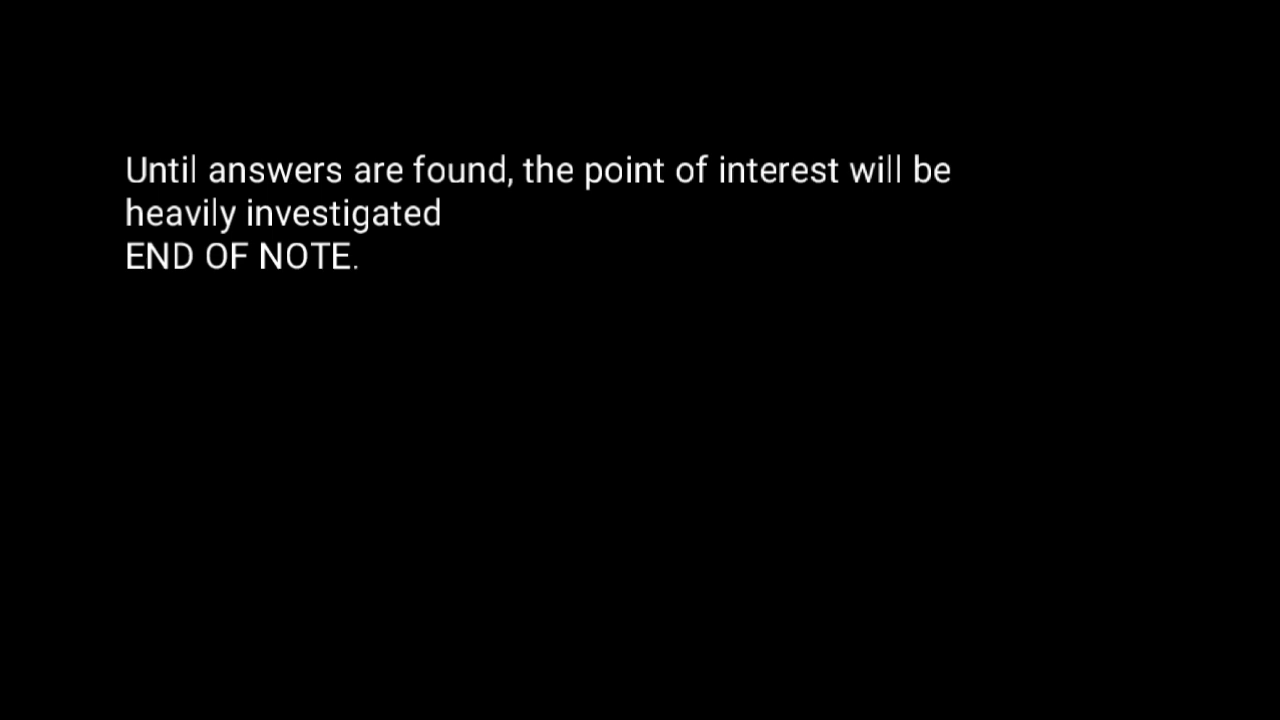 Until answers are found, the point of interest will be
heavily investigated
END OF NOTE.